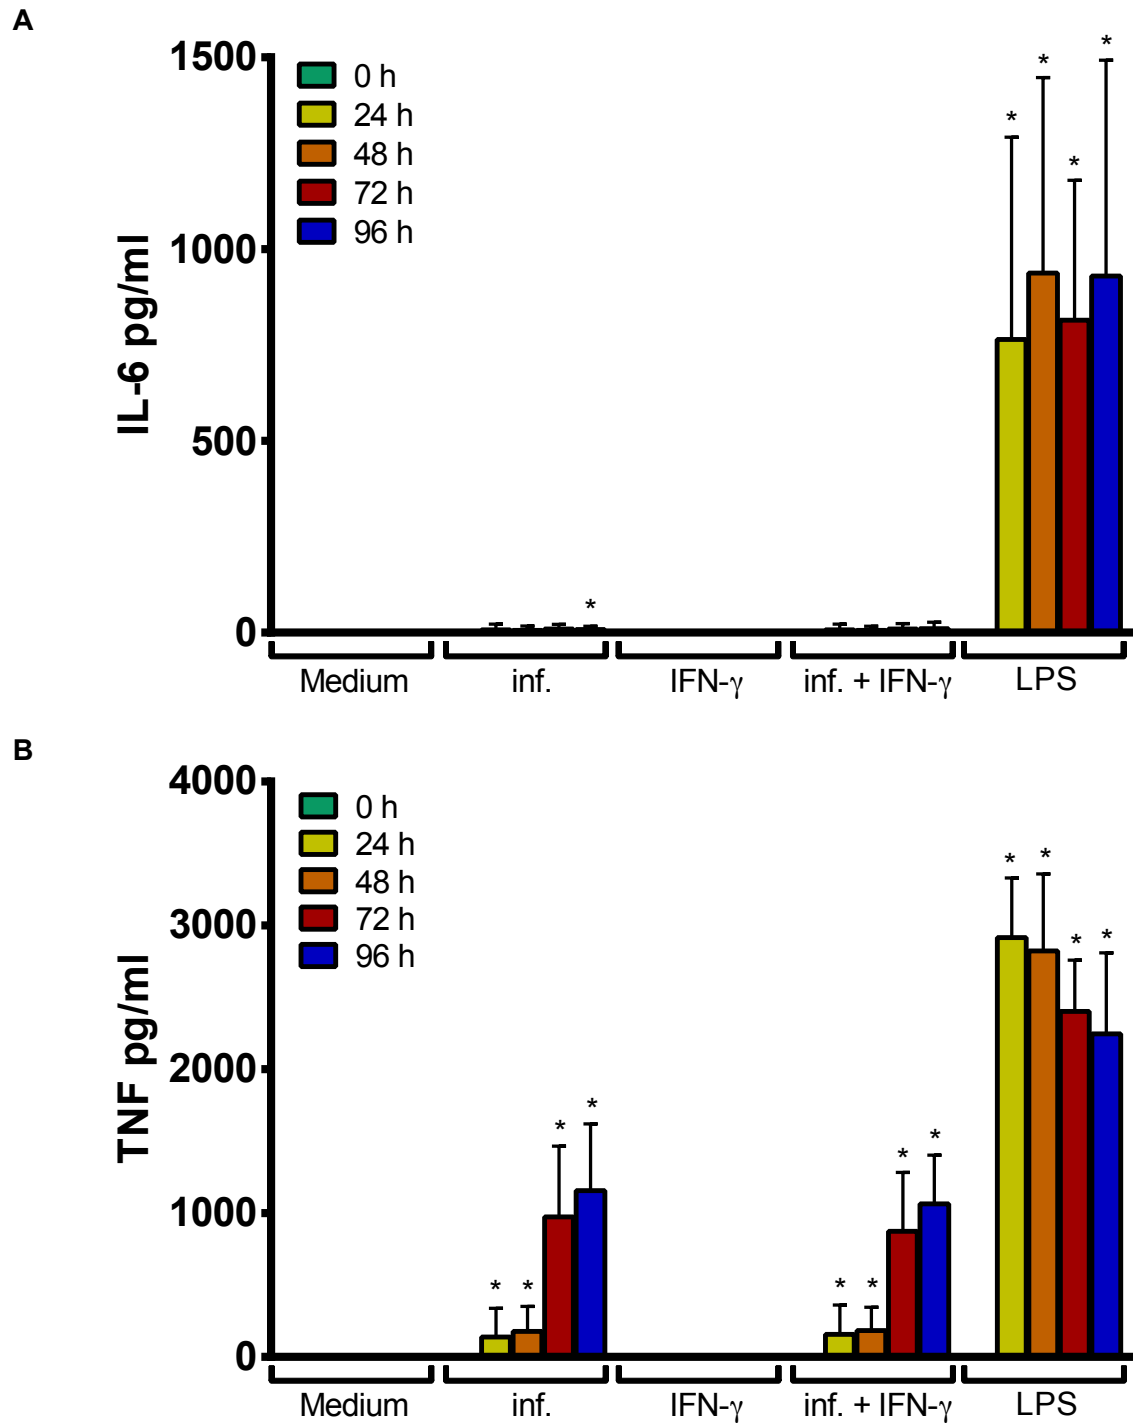 A
1500
1000
500
0
IL-6 pg/ml
0 h
24 h
48 h
72 h
96 h
* * * *
*
Medium inf. IFN-γ inf. + IFN-γ LPS
B
4000
3000
2000
1000
0
TNF pg/ml
0 h
24 h
48 h
72 h
96 h
* * * *
* * * *
* * * *
Medium inf. IFN-γ inf. + IFN-γ LPS